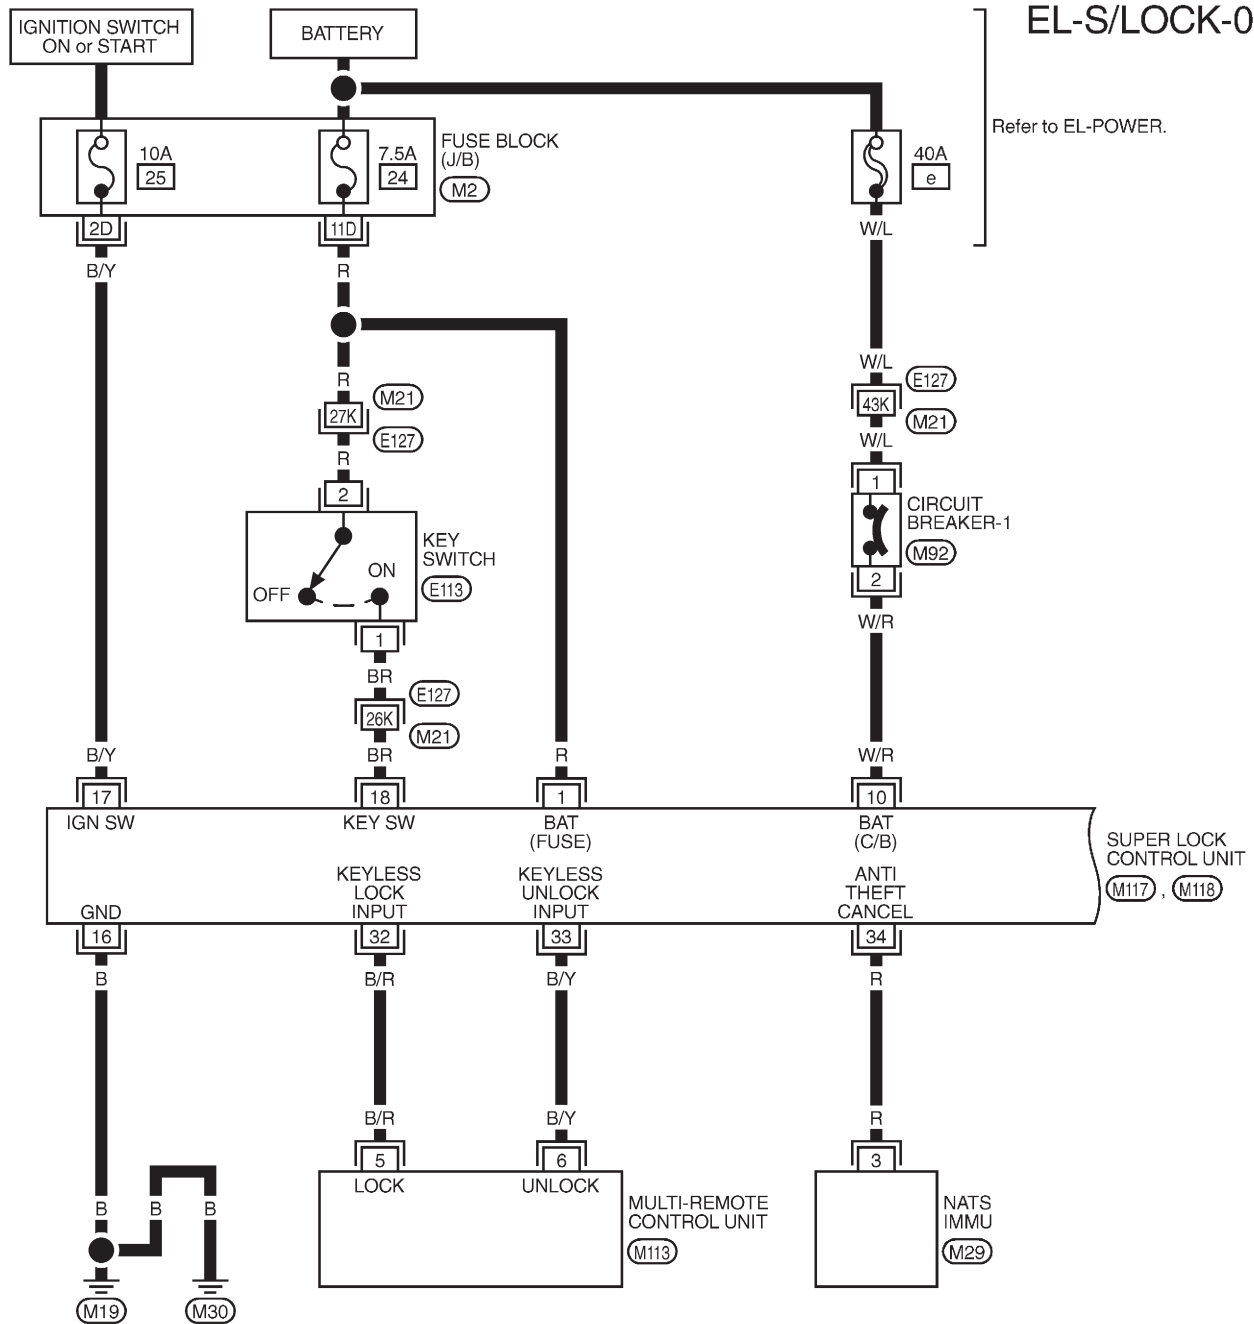 EL-S/LOCK-0
IGNITION SWITCH
ON or START
BATTERY
Refer to EL-POWER.
10A
25
7.5A
24
FUSE BLOCK
(J/B)
M2
40A
e
2D
11D
W/L
B/Y
R
W/L
R
M21
27K
E127
E127
43K
M21
R
W/L
2
1
CIRCUIT
BREAKER-1
M92
2
KEY
SWITCH
E113
OFF
ON
1
W/R
BR
E127
26K
M21
B/Y
BR
R
W/R
17
18
1
10
IGN SW
KEY SW
BAT
(FUSE)
BAT
(C/B)
SUPER LOCK
CONTROL UNIT
M117 , M118
GND
KEYLESS
LOCK
INPUT
KEYLESS
UNLOCK
INPUT
ANTI
THEFT
CANCEL
16
32
33
34
B
B/R
B/Y
R
B/R
B/Y
R
5
6
3
LOCK
UNLOCK
MULTI-REMOTE
CONTROL UNIT
M113
NATS
IMMU
M29
B
B
B
M19
M30